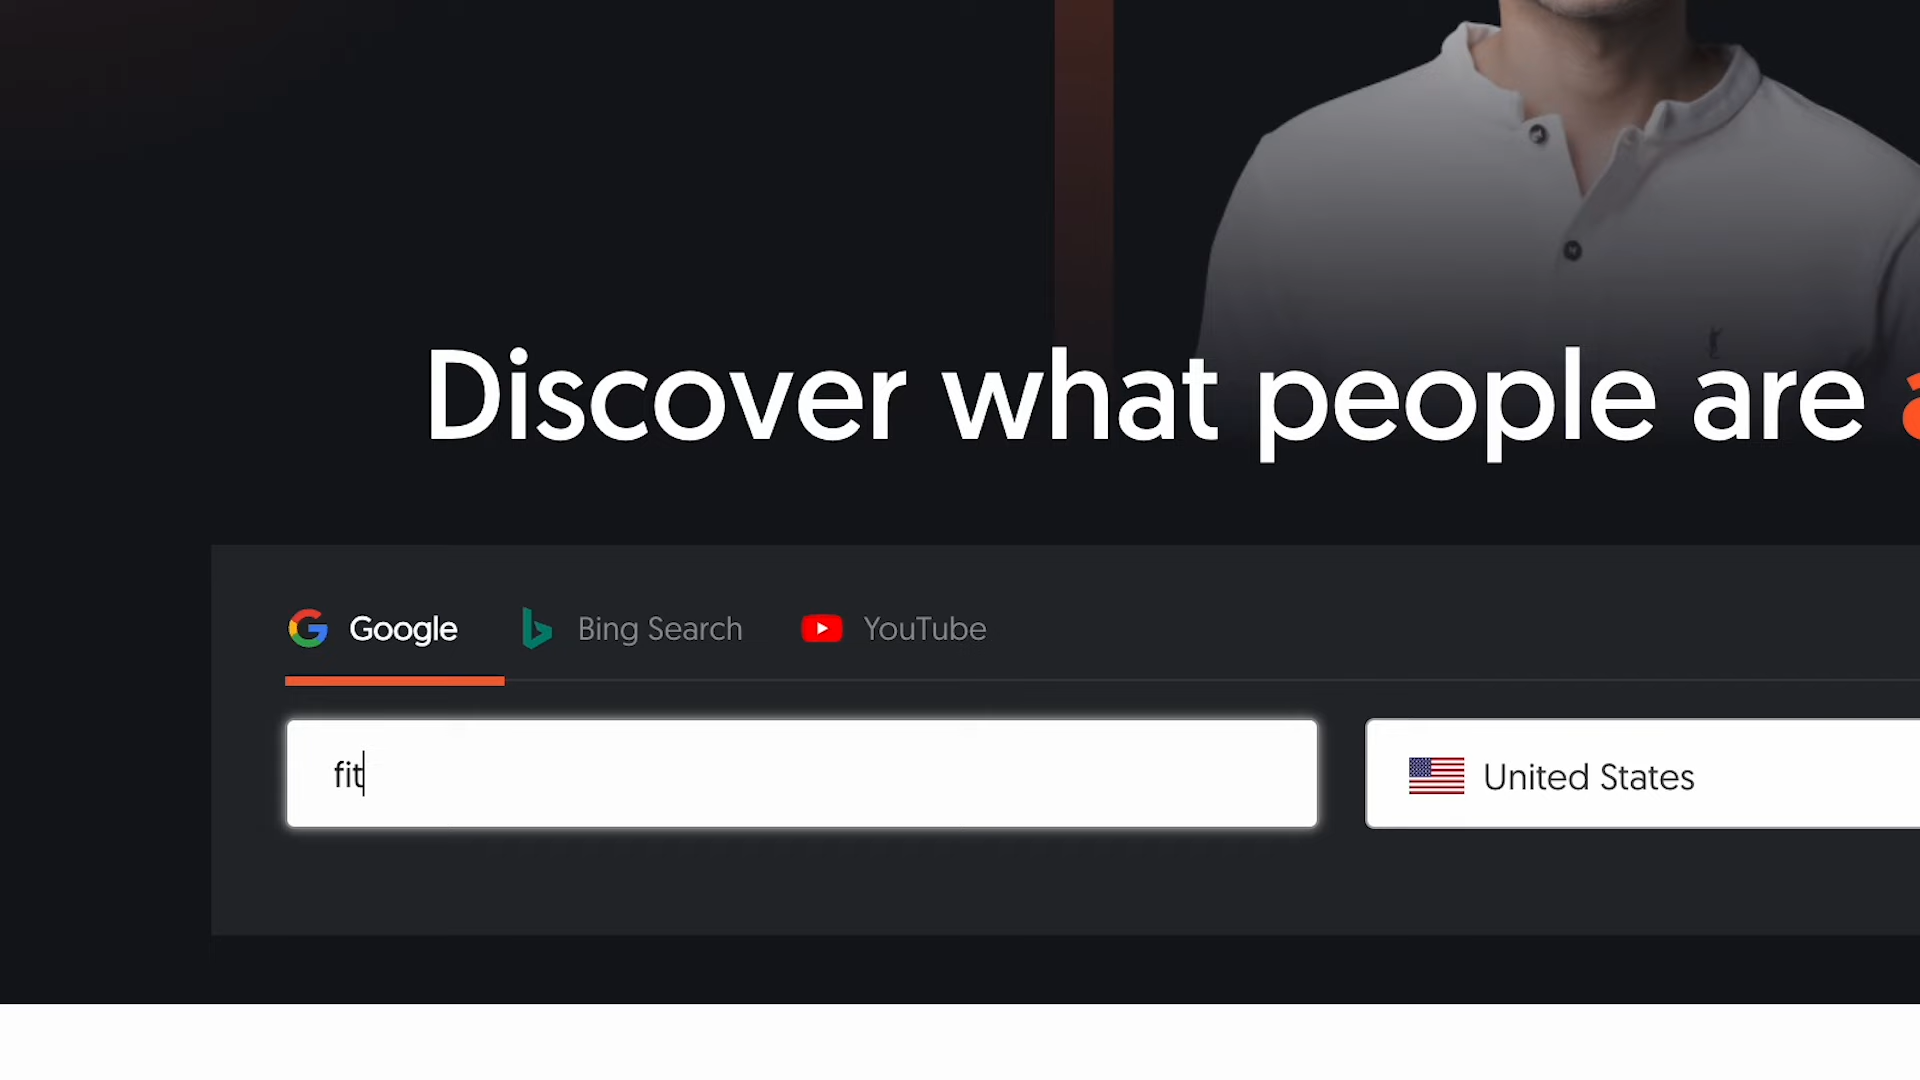 Discover what people are
Google
Bing Search
YouTube
fit
United States